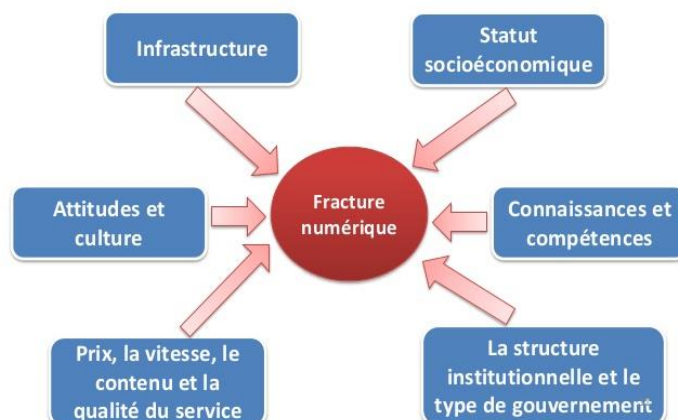 Infrastructure
Statut
socioéconomique
Attitudes et
culture
Fracture
numérique
Connaissances et
compétences
Prix, la vitesse, le
contenu et la
qualité du service
La structure
institutionnelle et le
type de gouvernement